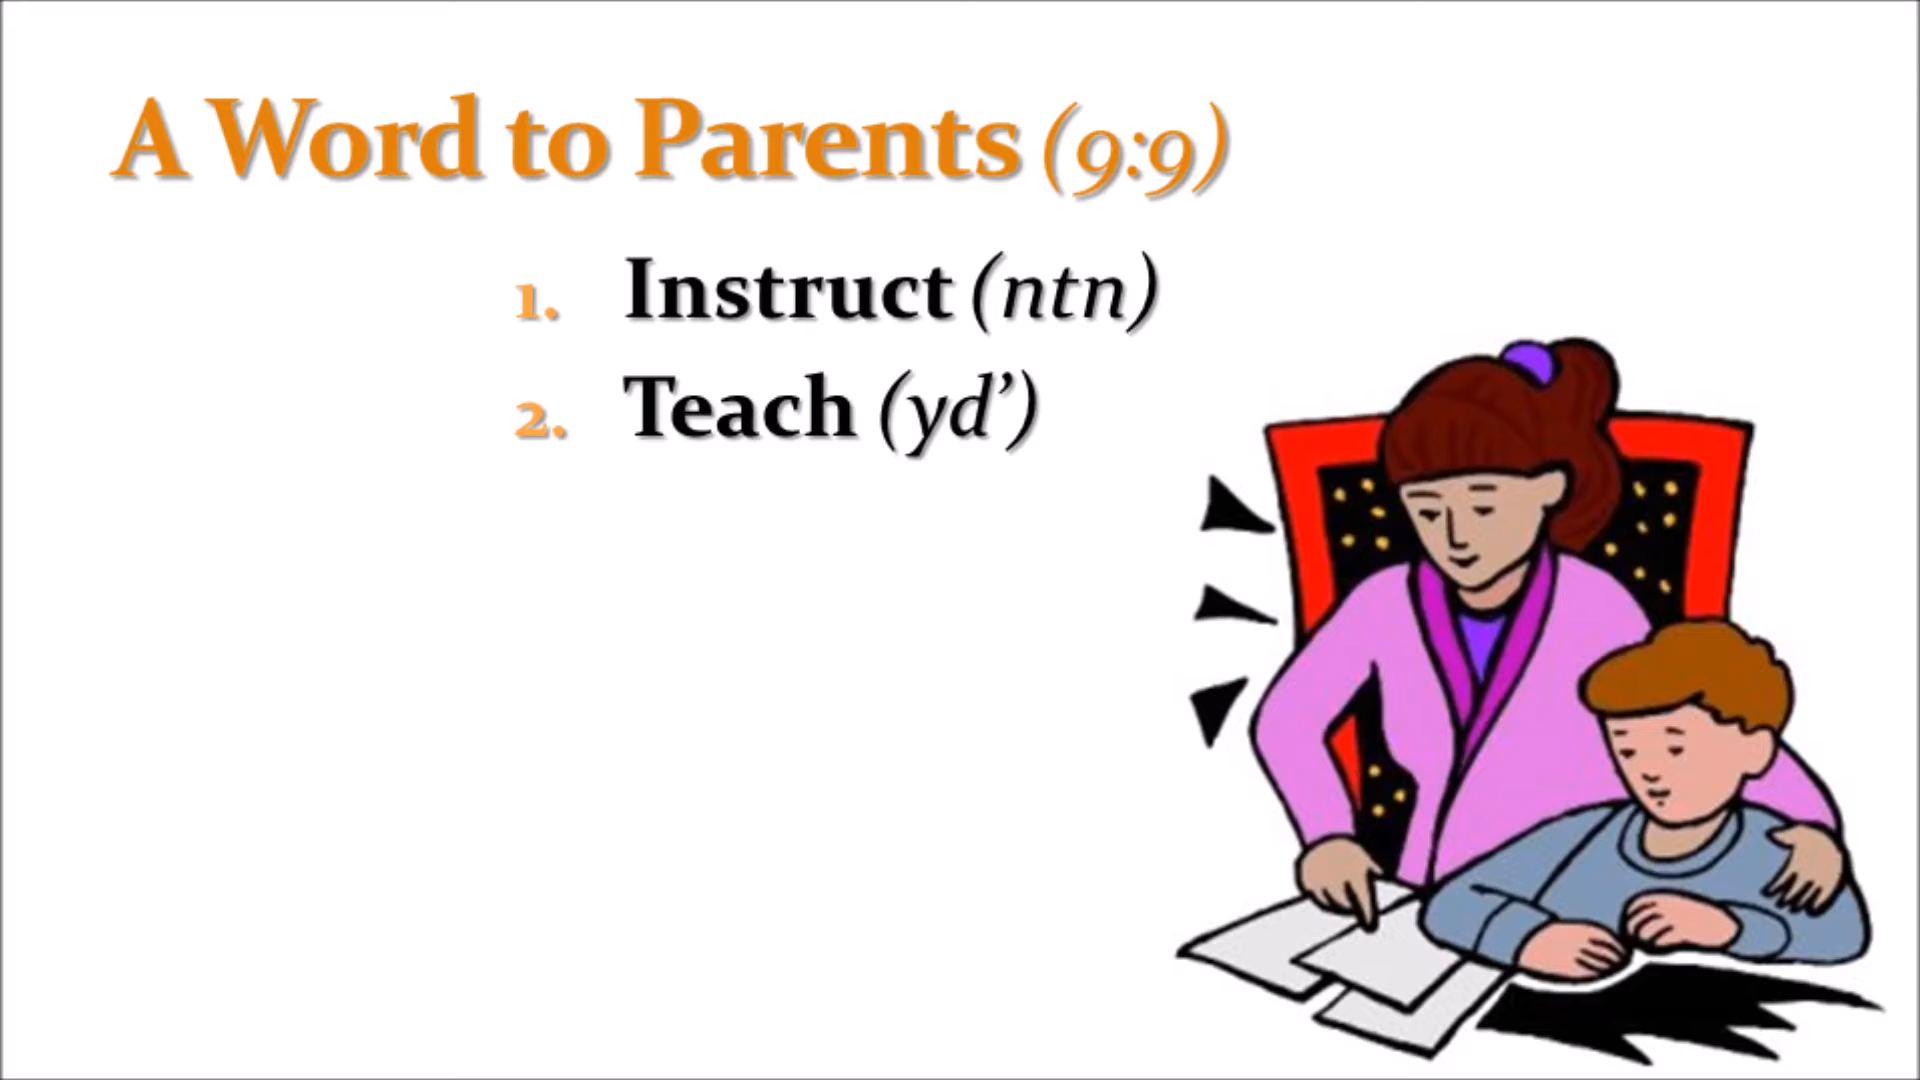 A Word to Parents (9:9)
1. Instruct (ntn)
2. Teach (yd’)